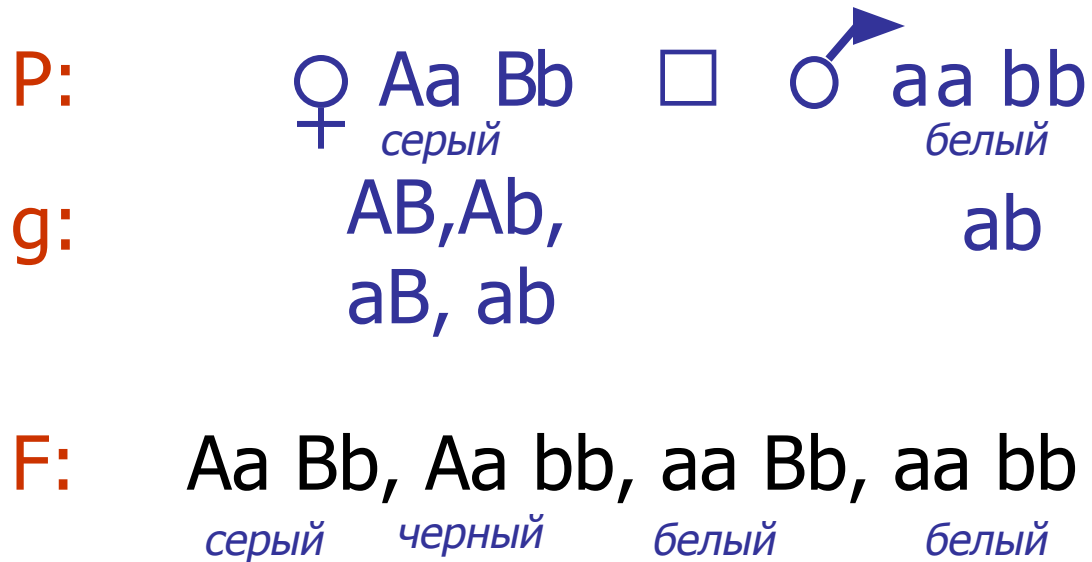 P: ♀ Aa Bb □ ♂ aa bb
серый белый
g: AB,Ab, ab
aB, ab
F: Aa Bb, Aa bb, aa Bb, aa bb
серый черный белый белый